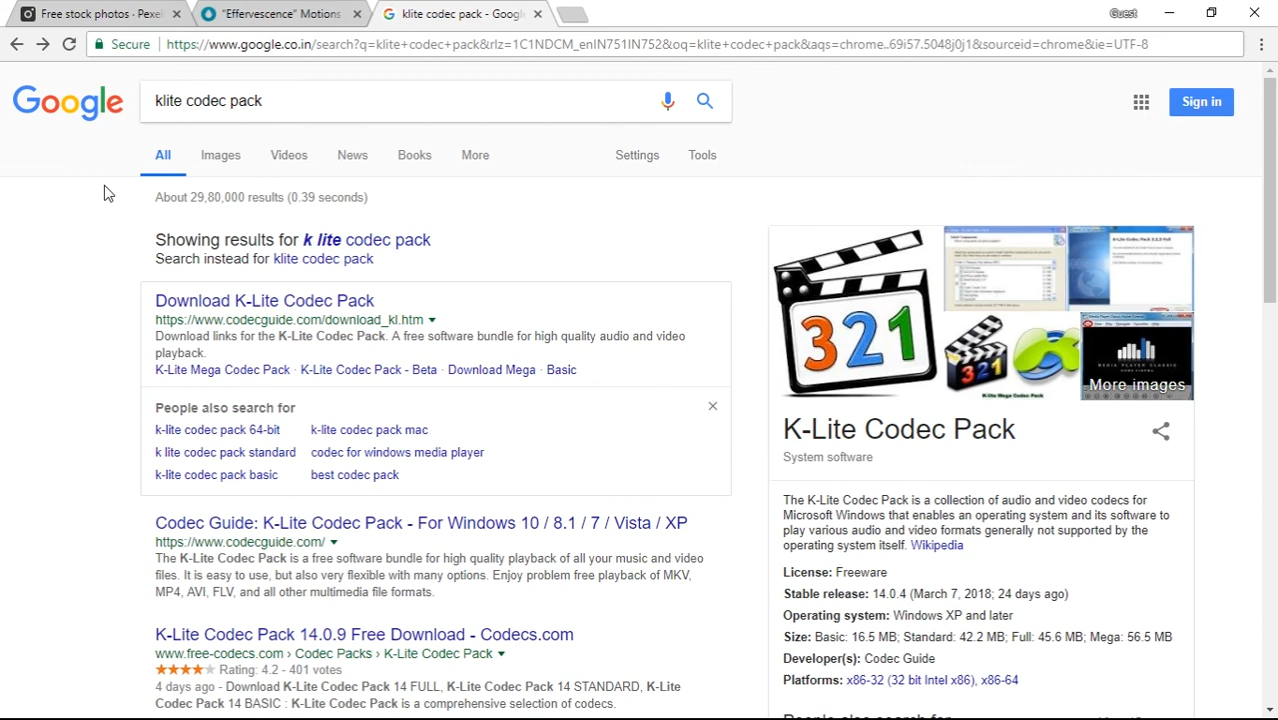 Free stock photos · Pexel
"Effervescence" Motions
klite codec pack - Google
Guest
Secure
https://www.google.co.in/search?q=klite+codec+pack&rlz=1C1NDCM_enIN751IN752&oq=klite+codec+pack&aqs=chrome..69i57.5048j0j1&sourceid=chrome&ie=UTF-8
Google
klite codec pack
Sign in
All
Images
Videos
News
Books
More
Settings
Tools
About 29,80,000 results (0.39 seconds)
Showing results for k lite codec pack
Search instead for klite codec pack
Download K-Lite Codec Pack
https://www.codecguide.com/download_kl.htm
Download links for the K-Lite Codec Pack. A free software bundle for high quality audio and video
playback.
K-Lite Mega Codec Pack · K-Lite Codec Pack - Beta · Download Mega · Basic
People also search for
k-lite codec pack 64-bit
k-lite codec pack mac
k lite codec pack standard
codec for windows media player
k-lite codec pack basic
best codec pack
Codec Guide: K-Lite Codec Pack - For Windows 10 / 8.1 / 7 / Vista / XP
https://www.codecguide.com/
The K-Lite Codec Pack is a free software bundle for high quality playback of all your music and video
files. It is easy to use, but also very flexible with many options. Enjoy problem free playback of MKV,
MP4, AVI, FLV, and all other multimedia file formats.
K-Lite Codec Pack 14.0.9 Free Download - Codecs.com
www.free-codecs.com › Codec Packs › K-Lite Codec Pack
Rating: 4.2 - 401 votes
4 days ago - Download K-Lite Codec Pack 14 FULL, K-Lite Codec Pack 14 STANDARD, K-Lite
Codec Pack 14 BASIC : K-Lite Codec Pack is a comprehensive selection of codecs.
321
321
K-Lite Mega Codec Pack
MEDIA PLAYER CLASSIC
More images
K-Lite Codec Pack
System software
The K-Lite Codec Pack is a collection of audio and video codecs for
Microsoft Windows that enables an operating system and its software to
play various audio and video formats generally not supported by the
operating system itself. Wikipedia
License: Freeware
Stable release: 14.0.4 (March 7, 2018; 24 days ago)
Operating system: Windows XP and later
Size: Basic: 16.5 MB; Standard: 42.2 MB; Full: 45.6 MB; Mega: 56.5 MB
Developer(s): Codec Guide
Platforms: x86-32 (32 bit Intel x86), x86-64
People also search for